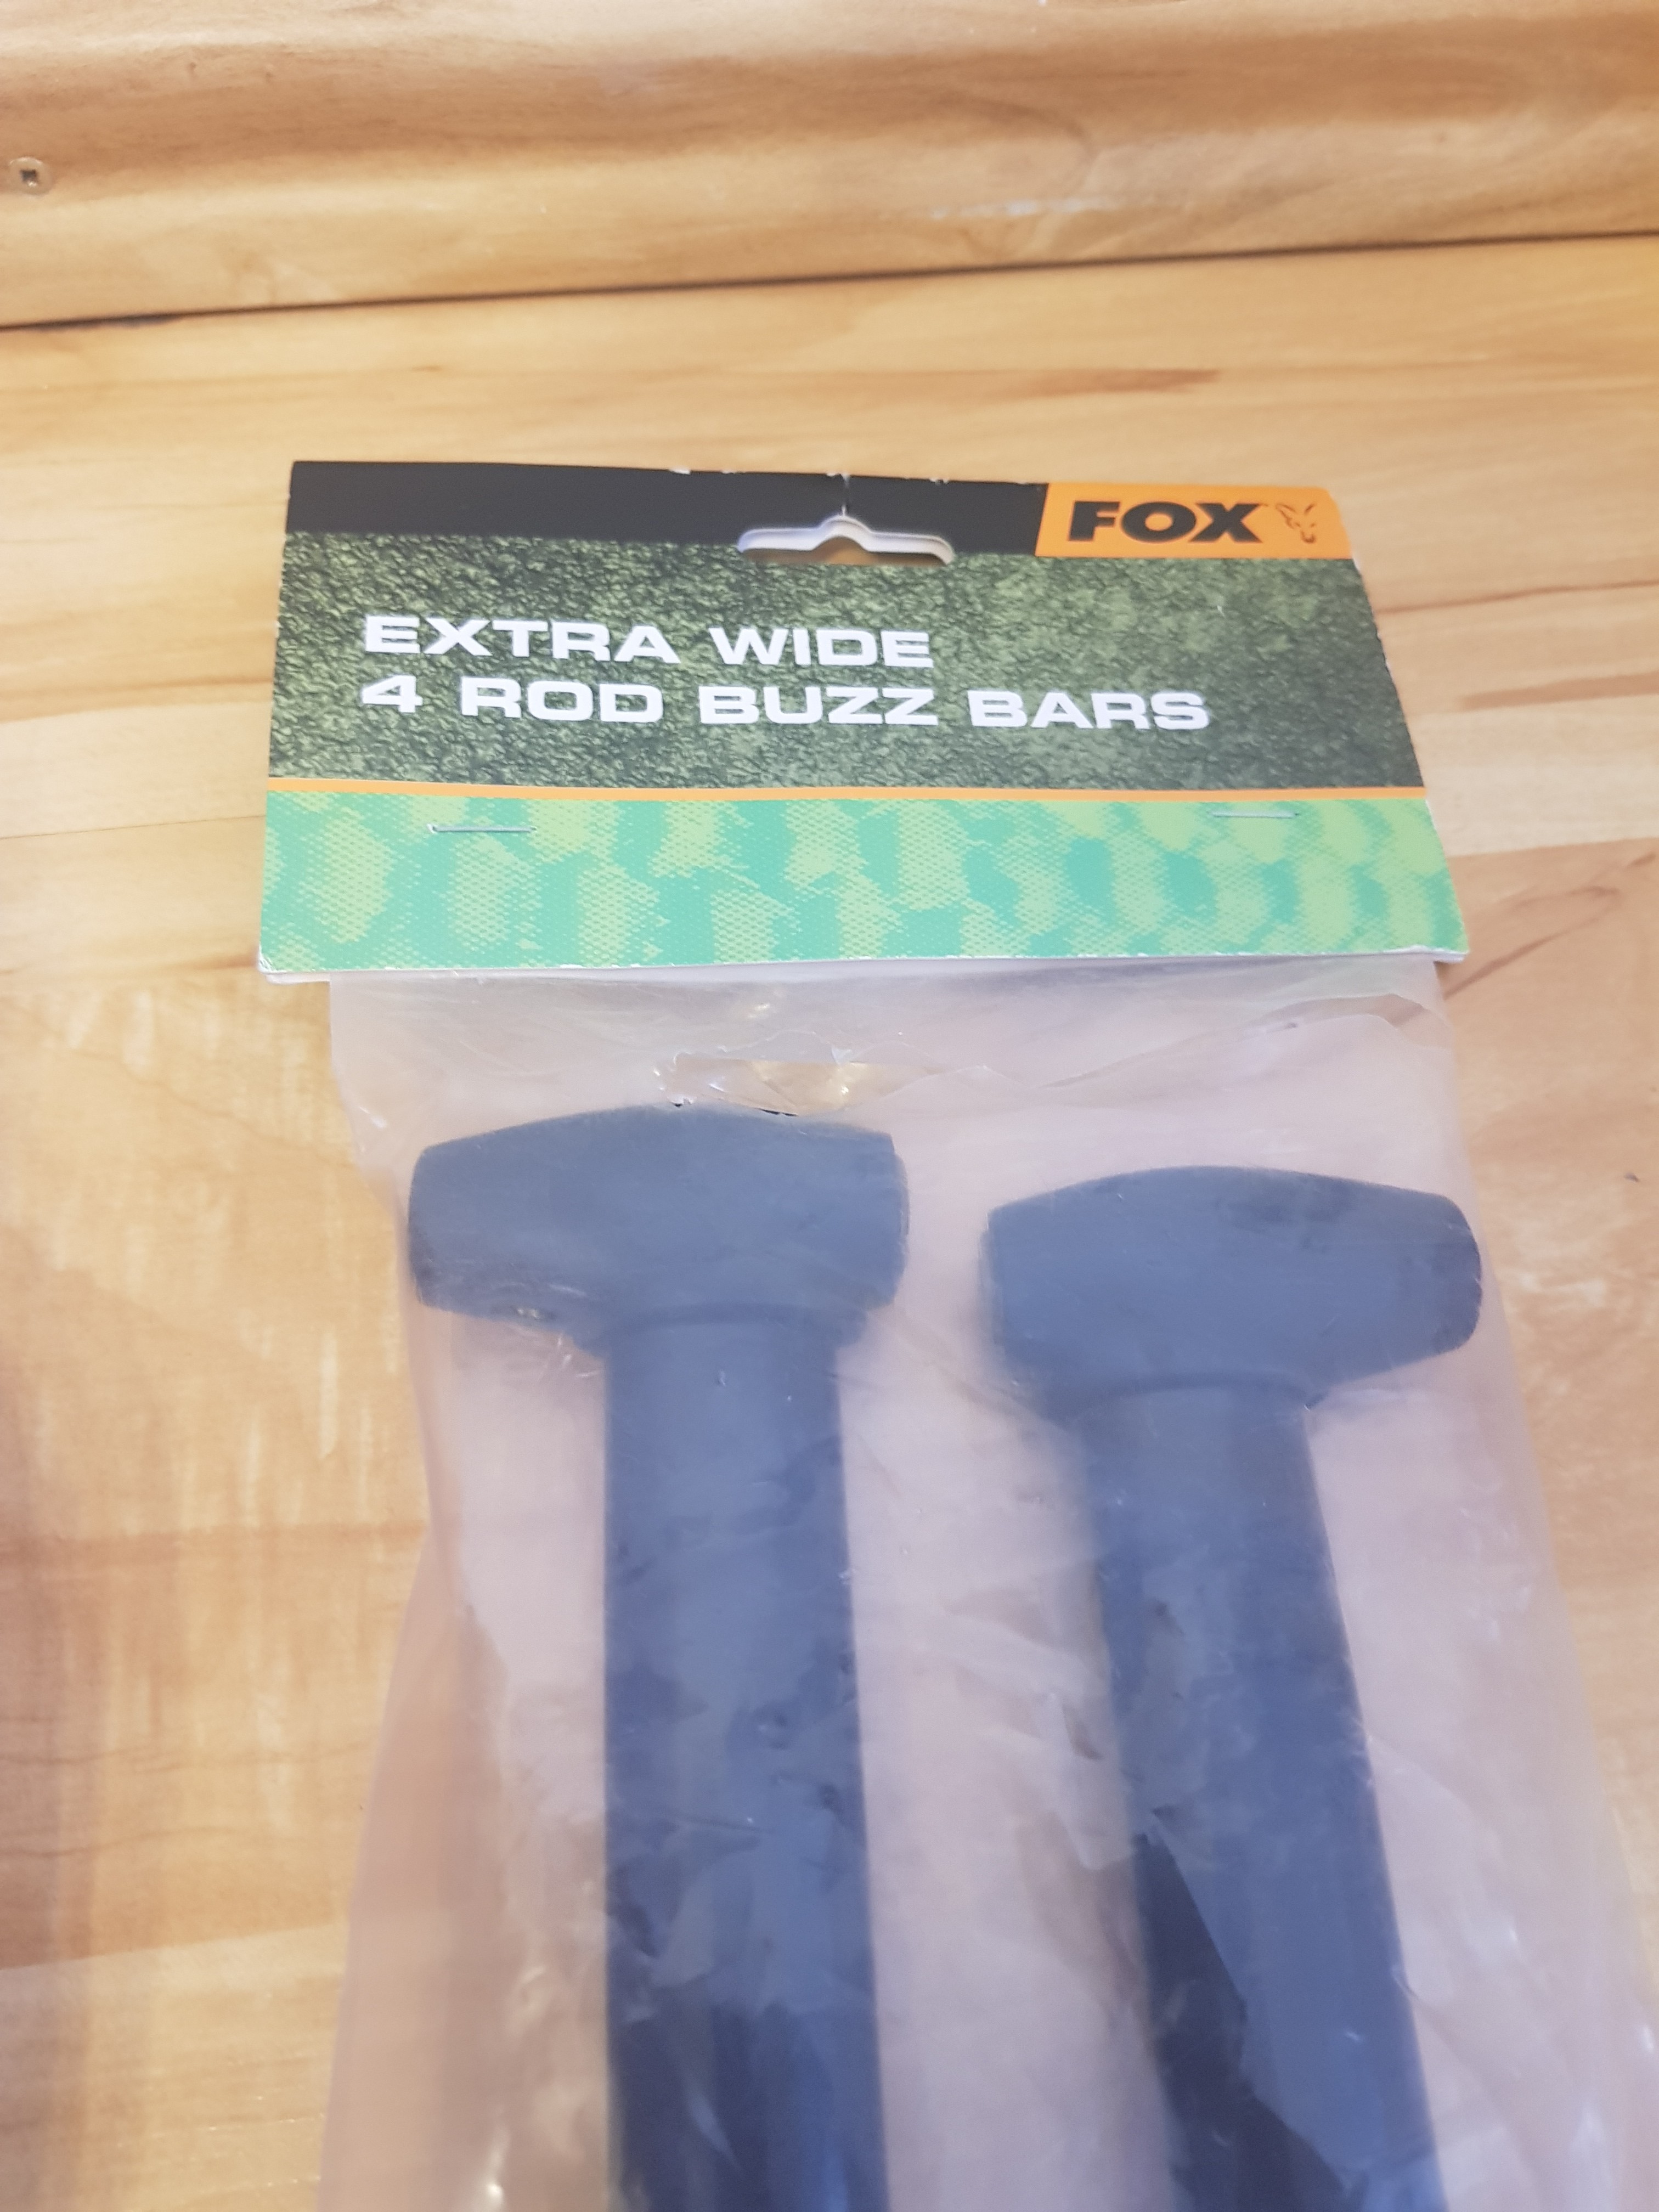 FOX
EXTRA WIDE
4 ROD BUZZ BARS